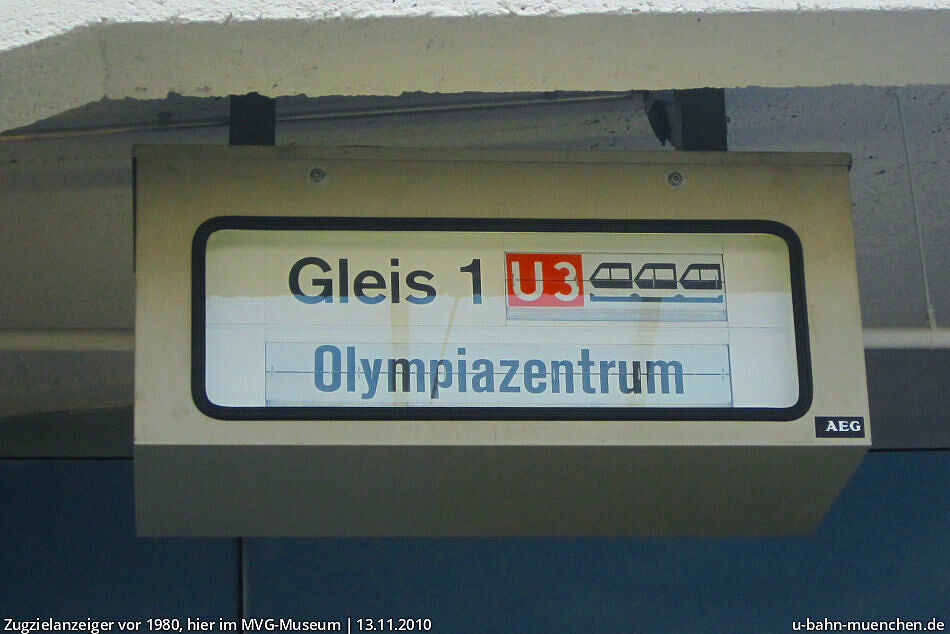 Gleis 1 U3
Olympiazentrum
AEG
Zugzielanzeiger vor 1980, hier im MVG-Museum | 13.11.2010
u-bahn-muenchen.de